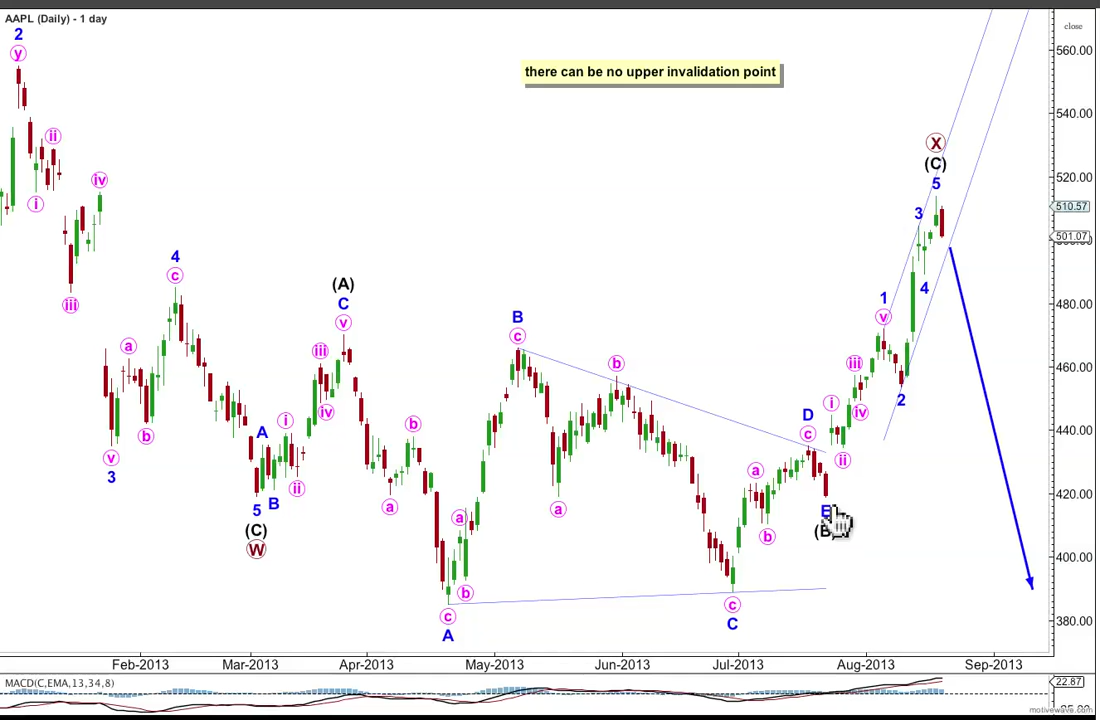 AAPL (Daily) - 1 day
close
2
y
there can be no upper invalidation point
560.00
540.00
ii
X
(C)
iv
5
520.00
i
3
510.57
501.07
4
c
(A)
4
iii
C
1
480.00
v
B
v
c
a
iii
b
iii
460.00
A
i
iv
b
D
i
iv
2
b
c
440.00
v
ii
3
ii
a
5
B
a
a
a
E
420.00
(C)
b
(B
W
400.00
b
c
c
A
C
380.00
Feb-2013 Mar-2013 Apr-2013 May-2013 Jun-2013 Jul-2013 Aug-2013 Sep-2013
MACD(C,EMA,13,34,8)
22.87
motivewave.com